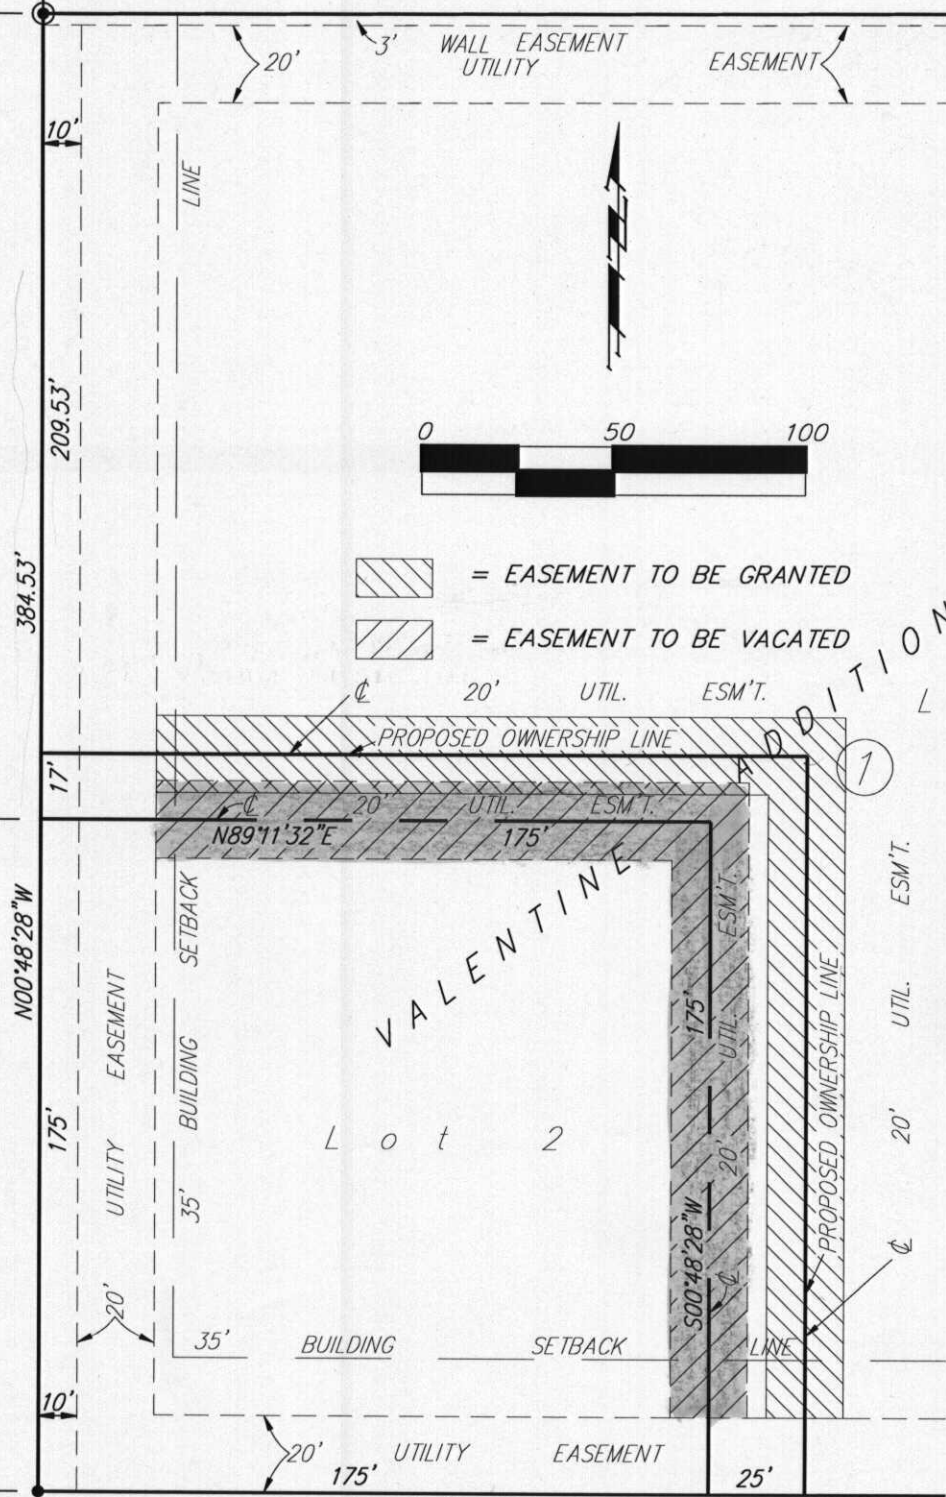 3'
WALL EASEMENT
20'
UTILITY
EASEMENT
10'
LINE
209.53'
384.53'
0 50 100
= EASEMENT TO BE GRANTED
= EASEMENT TO BE VACATED
ADDITION
L
℄ 20' UTIL. ESM'T.
PROPOSED OWNERSHIP LINE
1
17'
℄ 20' UTIL. ESM'T.
N89°11'32"E 175'
VALENTINE
SETBACK
BUILDING
35'
N00°48'28"W
175'
UTILITY EASEMENT
20'
Lot 2
175'
S00°48'28"W
℄
20' UTIL. ESM'T.
PROPOSED OWNERSHIP LINE
℄ 20' UTIL. ESM'T.
35' BUILDING SETBACK LINE
10'
20' UTILITY EASEMENT
175' 25'